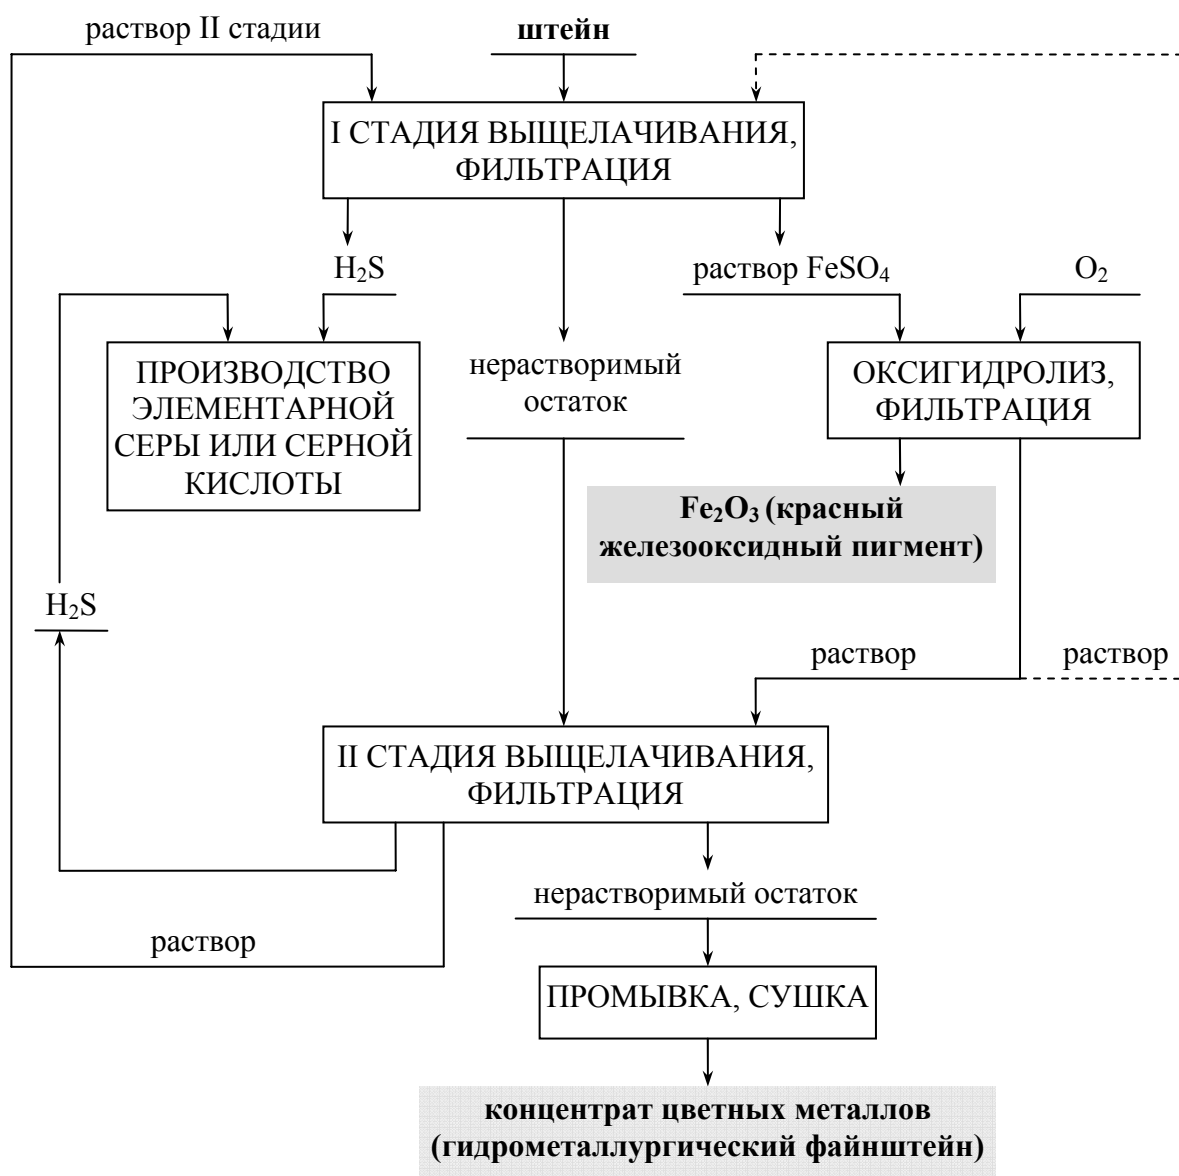 раствор II стадии
штейн
I СТАДИЯ ВЫЩЕЛАЧИВАНИЯ,
ФИЛЬТРАЦИЯ
H₂S
раствор FeSO₄
O₂
ПРОИЗВОДСТВО
ЭЛЕМЕНТАРНОЙ
СЕРЫ ИЛИ СЕРНОЙ
КИСЛОТЫ
нерастворимый
остаток
ОКСИГИДРОЛИЗ,
ФИЛЬТРАЦИЯ
Fe₂O₃ (красный
железооксидный пигмент)
H₂S
раствор
раствор
II СТАДИЯ ВЫЩЕЛАЧИВАНИЯ,
ФИЛЬТРАЦИЯ
нерастворимый остаток
раствор
ПРОМЫВКА, СУШКА
концентрат цветных металлов
(гидрометаллургический файнштейн)